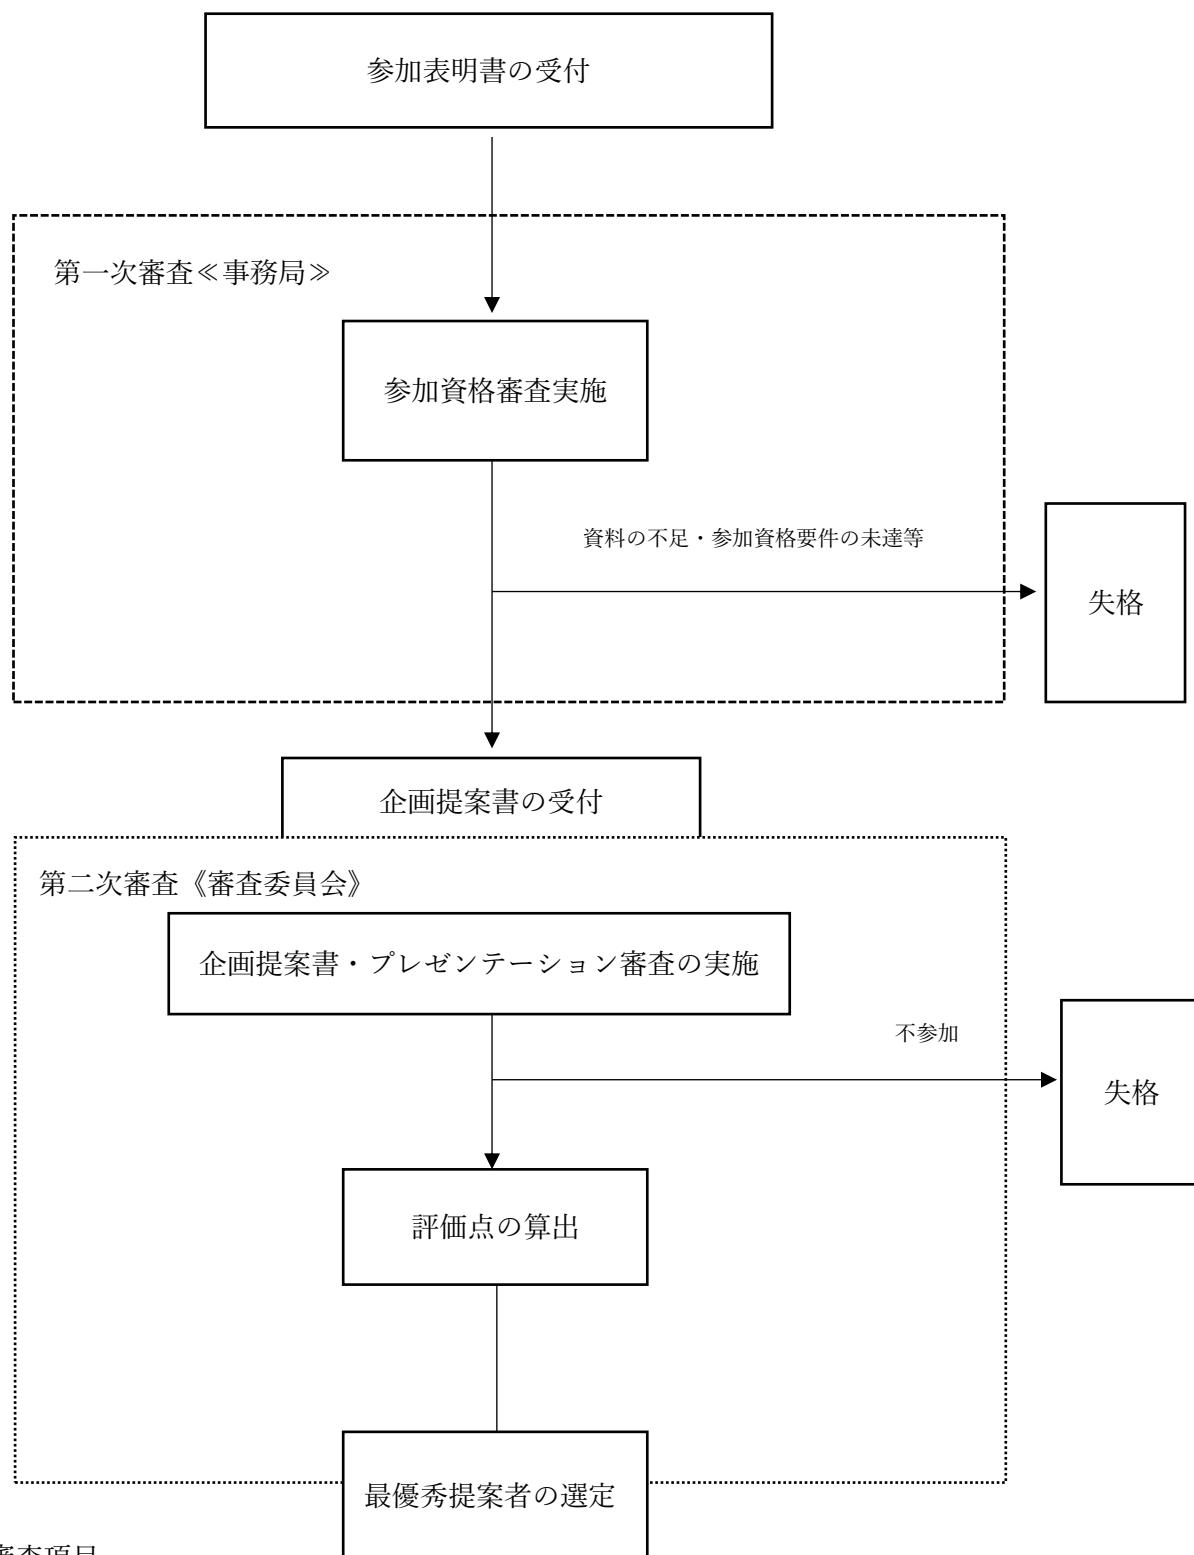 参加表明書の受付
第一次審査≪事務局≫
参加資格審査実施
資料の不足・参加資格要件の未達等
失格
企画提案書の受付
第二次審査《審査委員会》
企画提案書・プレゼンテーション審査の実施
不参加
失格
評価点の算出
最優秀提案者の選定
審査項目